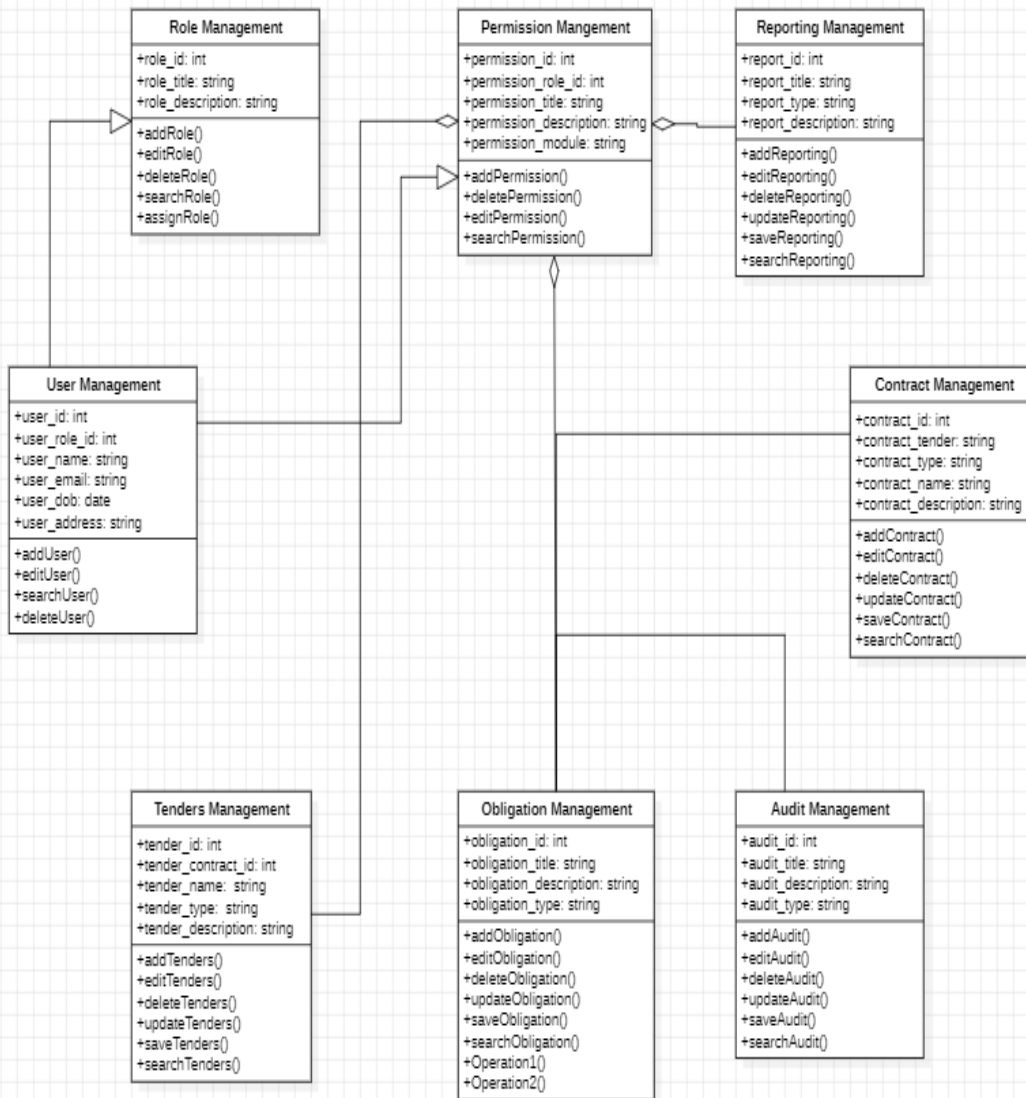 Role Management
+role_id: int
+role_title: string
+role_description: string
+addRole()
+editRole()
+deleteRole()
+searchRole()
+assignRole()
Permission Mangement
+permission_id: int
+permission_role_id: int
+permission_title: string
+permission_description: string
+permission_module: string
+addPermission()
+deletePermission()
+editPermission()
+searchPermission()
Reporting Management
+report_id: int
+report_title: string
+report_type: string
+report_description: string
+addReporting()
+editReporting()
+deleteReporting()
+updateReporting()
+saveReporting()
+searchReporting()
User Management
+user_id: int
+user_role_id: int
+user_name: string
+user_email: string
+user_dob: date
+user_address: string
+addUser()
+editUser()
+searchUser()
+deleteUser()
Contract Management
+contract_id: int
+contract_tender: string
+contract_type: string
+contract_name: string
+contract_description: string
+addContract()
+editContract()
+deleteContract()
+updateContract()
+saveContract()
+searchContract()
Tenders Management
+tender_id: int
+tender_contract_id: int
+tender_name: string
+tender_type: string
+tender_description: string
+addTenders()
+editTenders()
+deleteTenders()
+updateTenders()
+saveTenders()
+searchTenders()
Obligation Management
+obligation_id: int
+obligation_title: string
+obligation_description: string
+obligation_type: string
+addObligation()
+editObligation()
+deleteObligation()
+updateObligation()
+saveObligation()
+searchObligation()
+Operation1()
+Operation2()
Audit Management
+audit_id: int
+audit_title: string
+audit_description: string
+audit_type: string
+addAudit()
+editAudit()
+deleteAudit()
+updateAudit()
+saveAudit()
+searchAudit()